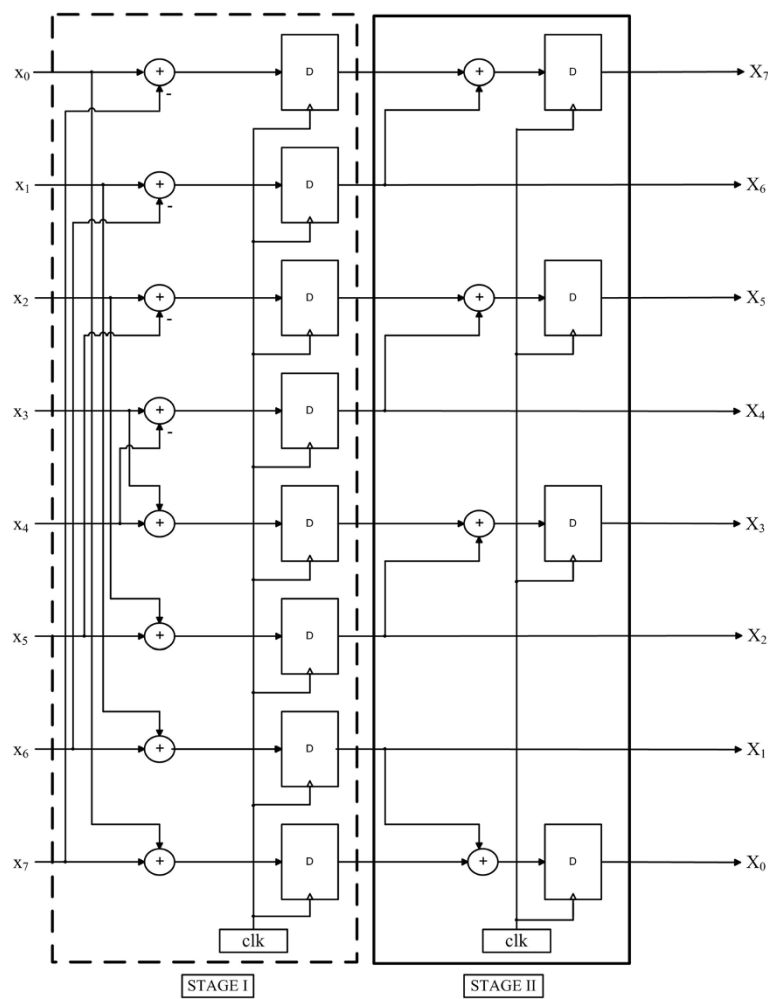 x₀ + - D + D X₇
x₁ + - D X₆
x₂ + - D + D X₅
x₃ + - D X₄
x₄ + D + D X₃
x₅ + D X₂
x₆ + D X₁
x₇ + D + D X₀
clk clk
STAGE I STAGE II